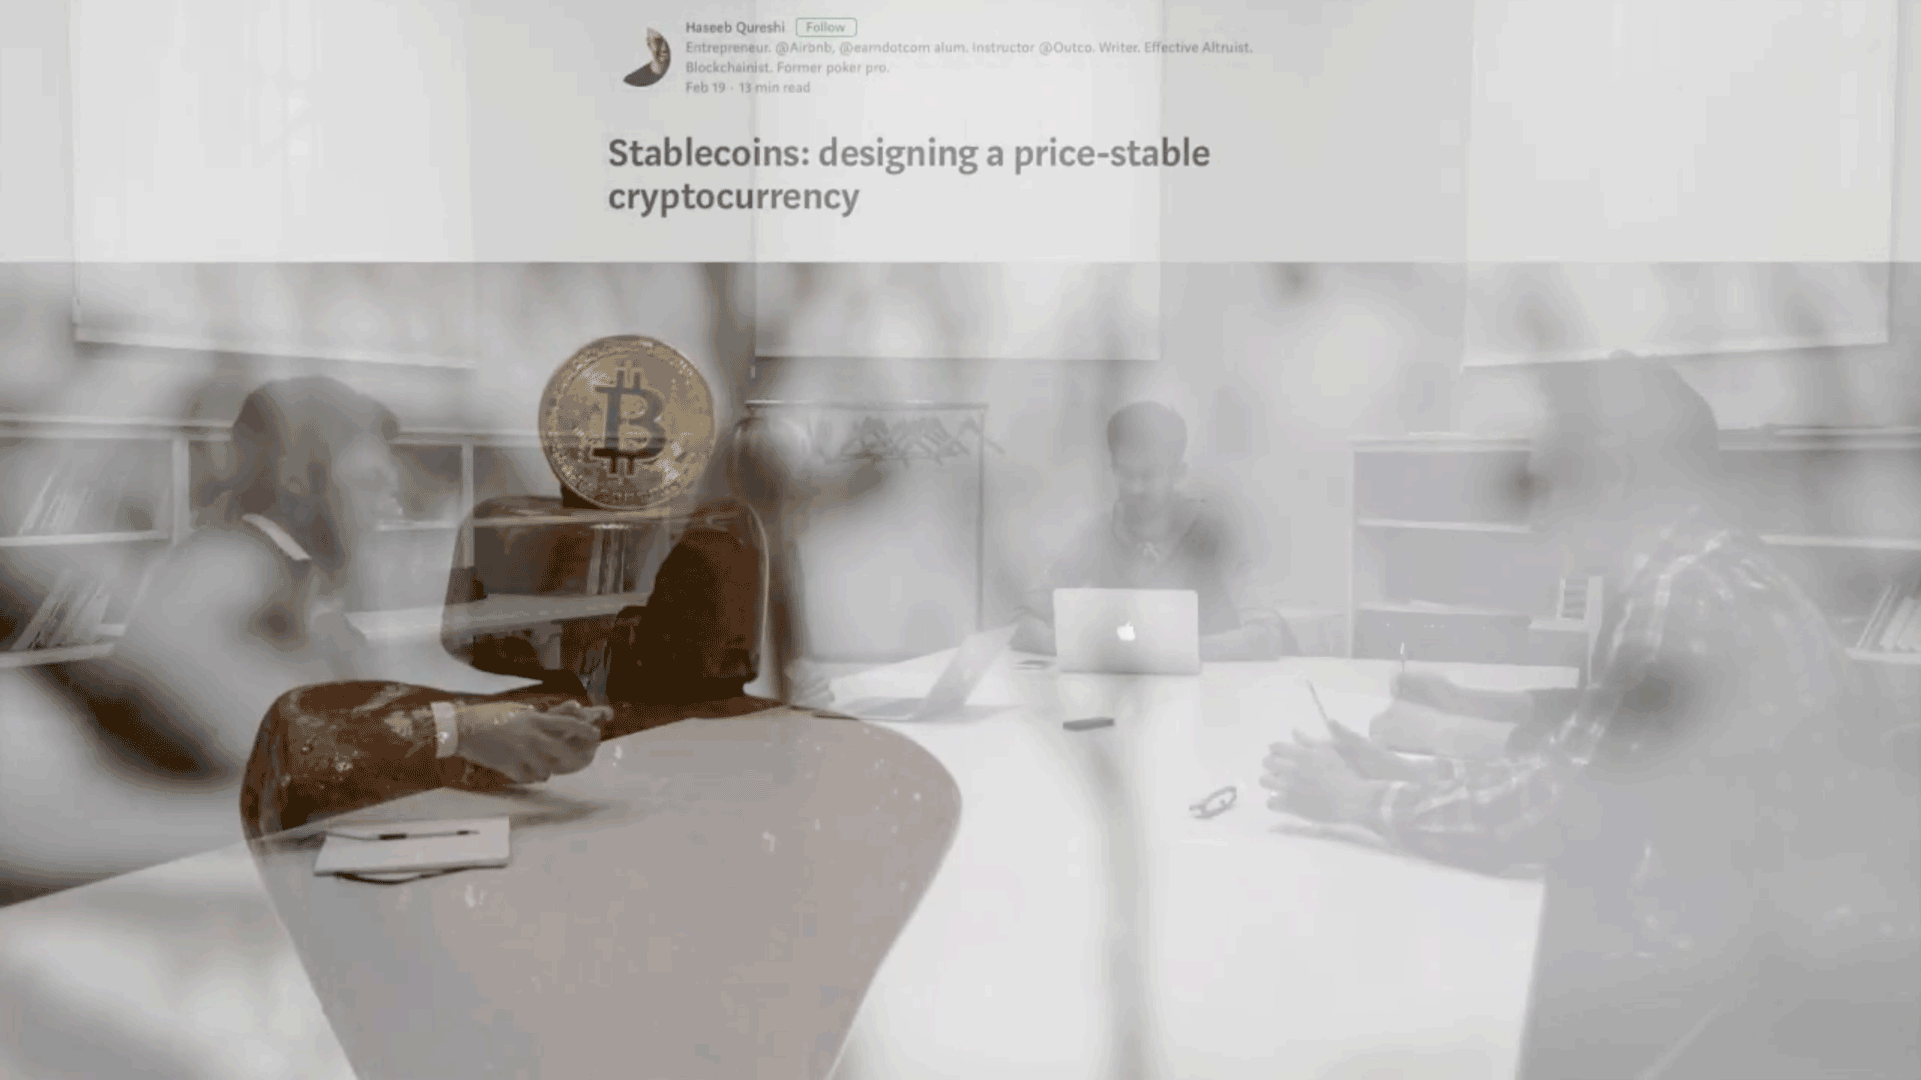 Haseeb Qureshi Follow
Entrepreneur. @Airbnb, @earndotcom alum. Instructor @Outco. Writer. Effective Altruist.
Blockchainist. Former poker pro.
Feb 19 · 13 min read
Stablecoins: designing a price-stable
cryptocurrency